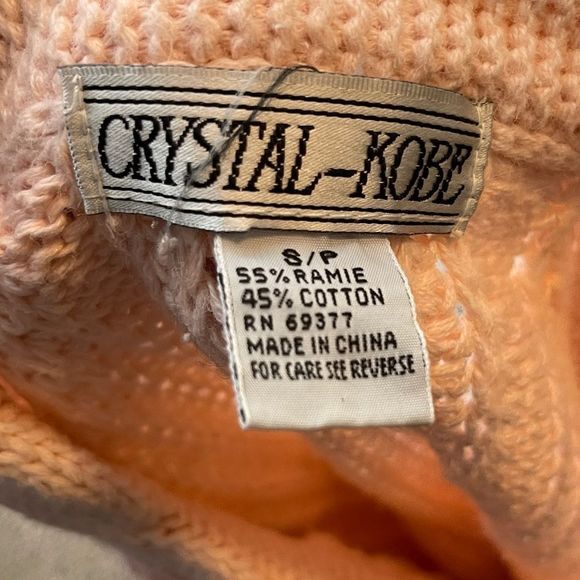 CRYSTAL-KOBE
S/P
55% RAMIE
45% COTTON
RN 69377
MADE IN CHINA
FOR CARE SEE REVERSE